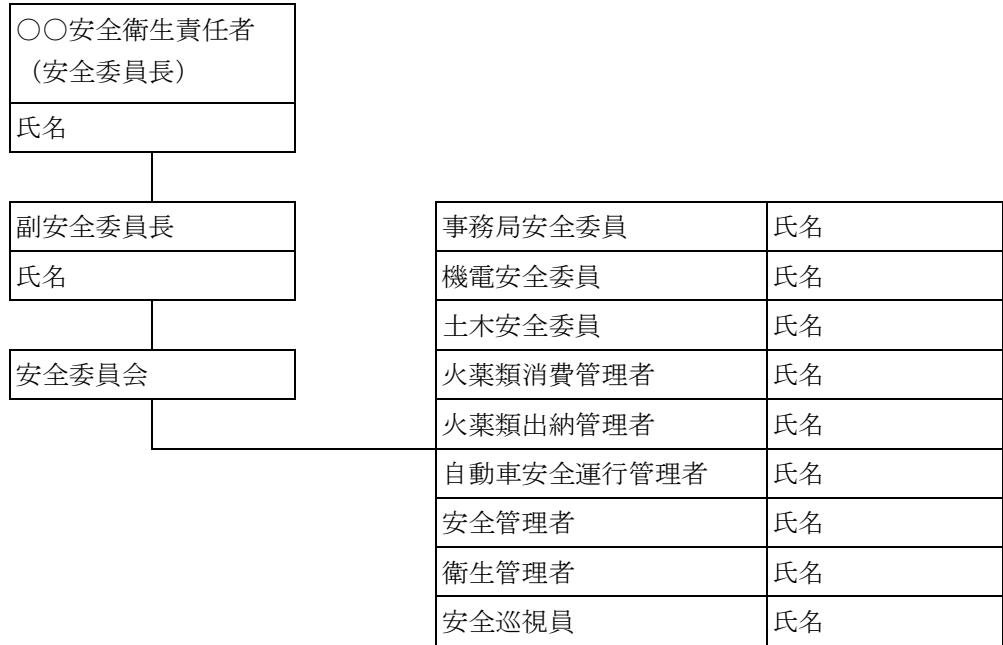 ○○安全衛生責任者
（安全委員長）
氏名
副安全委員長
氏名
安全委員会
事務局安全委員 氏名
機電安全委員 氏名
土木安全委員 氏名
火薬類消費管理者 氏名
火薬類出納管理者 氏名
自動車安全運行管理者 氏名
安全管理者 氏名
衛生管理者 氏名
安全巡視員 氏名